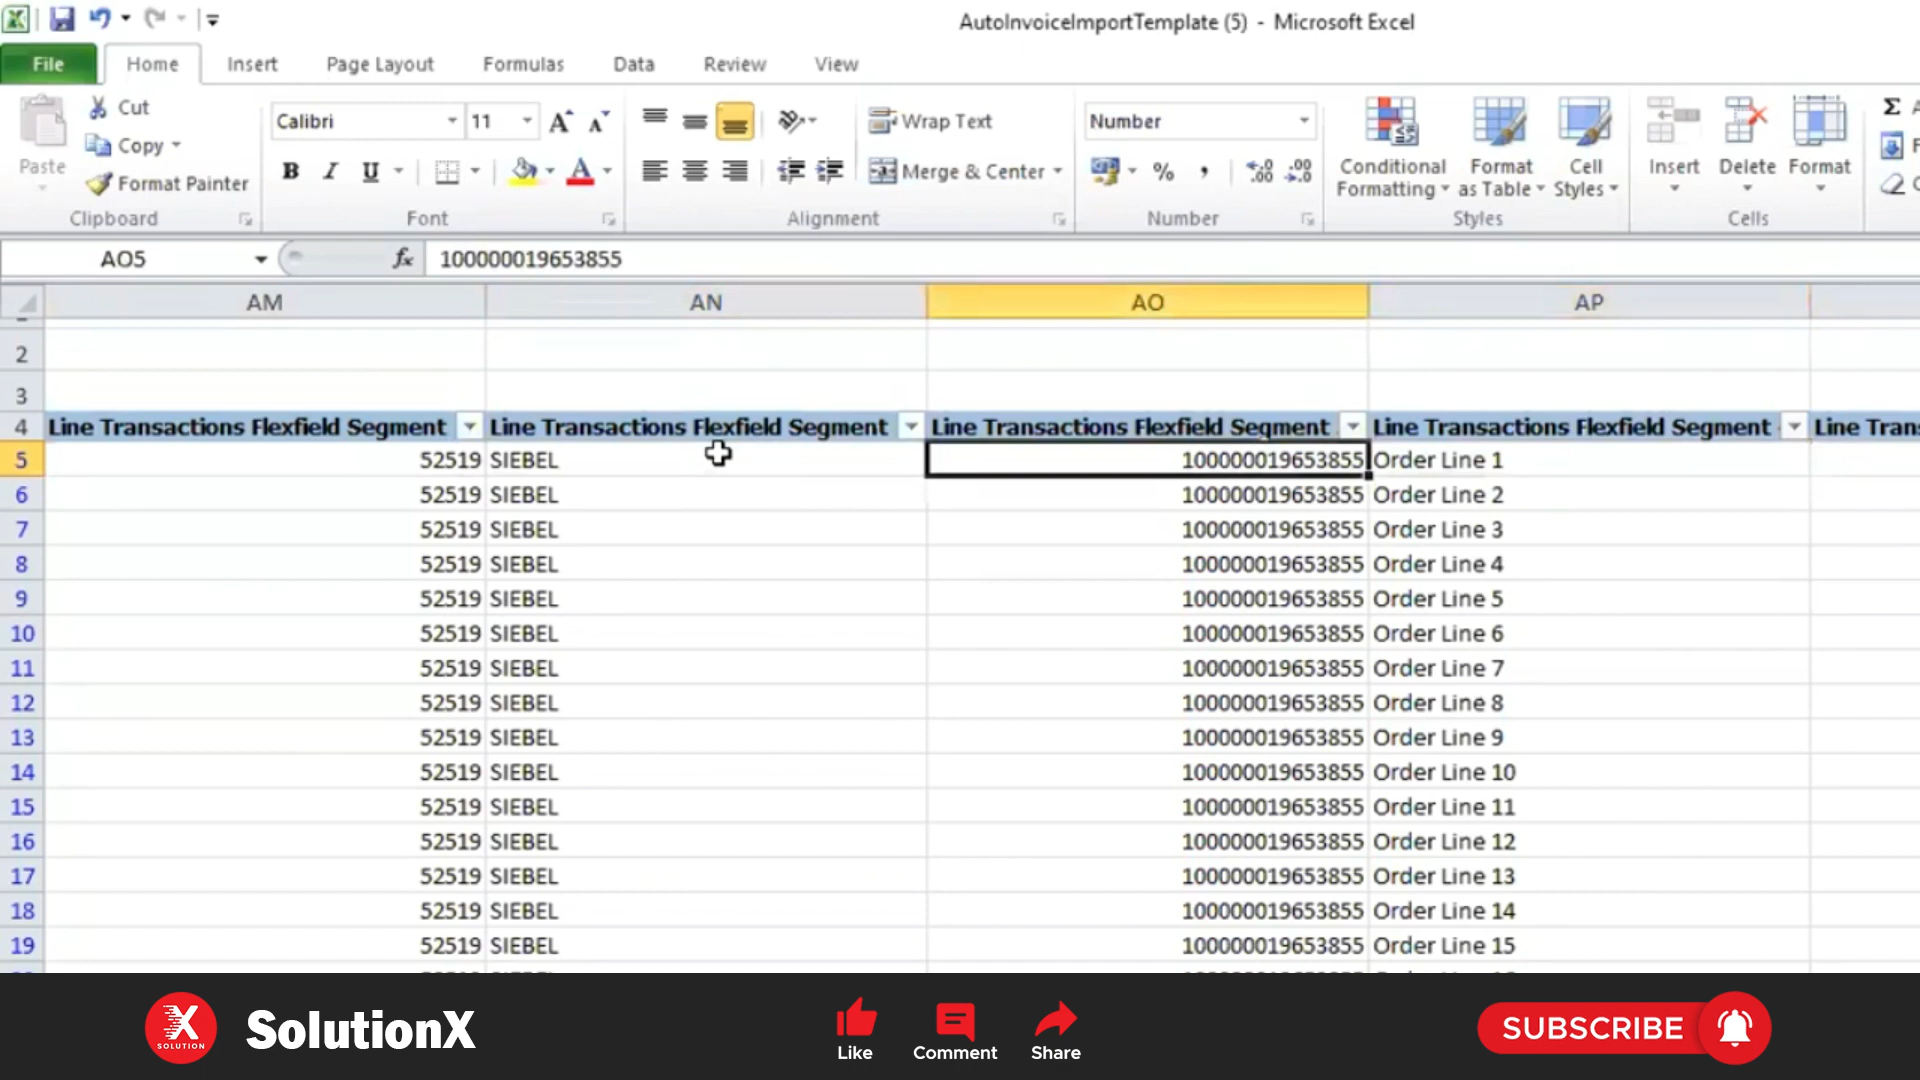 AutoInvoiceImportTemplate (5) - Microsoft Excel
File Home Insert Page Layout Formulas Data Review View
Paste
Cut
Copy
Format Painter
Clipboard
Calibri 11
B I U
Font
Wrap Text
Merge & Center
Alignment
Number
%
Number
Conditional Formatting
Format as Table
Cell Styles
Styles
Insert Delete Format
Cells
AO5 fx 100000019653855
AM AN AO AP
2
3
4 Line Transactions Flexfield Segment Line Transactions Flexfield Segment Line Transactions Flexfield Segment Line Transactions Flexfield Segment Line
5 52519 SIEBEL 100000019653855 Order Line 1
6 52519 SIEBEL 100000019653855 Order Line 2
7 52519 SIEBEL 100000019653855 Order Line 3
8 52519 SIEBEL 100000019653855 Order Line 4
9 52519 SIEBEL 100000019653855 Order Line 5
10 52519 SIEBEL 100000019653855 Order Line 6
11 52519 SIEBEL 100000019653855 Order Line 7
12 52519 SIEBEL 100000019653855 Order Line 8
13 52519 SIEBEL 100000019653855 Order Line 9
14 52519 SIEBEL 100000019653855 Order Line 10
15 52519 SIEBEL 100000019653855 Order Line 11
16 52519 SIEBEL 100000019653855 Order Line 12
17 52519 SIEBEL 100000019653855 Order Line 13
18 52519 SIEBEL 100000019653855 Order Line 14
19 52519 SIEBEL 100000019653855 Order Line 15
X
SOLUTION
SolutionX
Like
Comment
Share
SUBSCRIBE